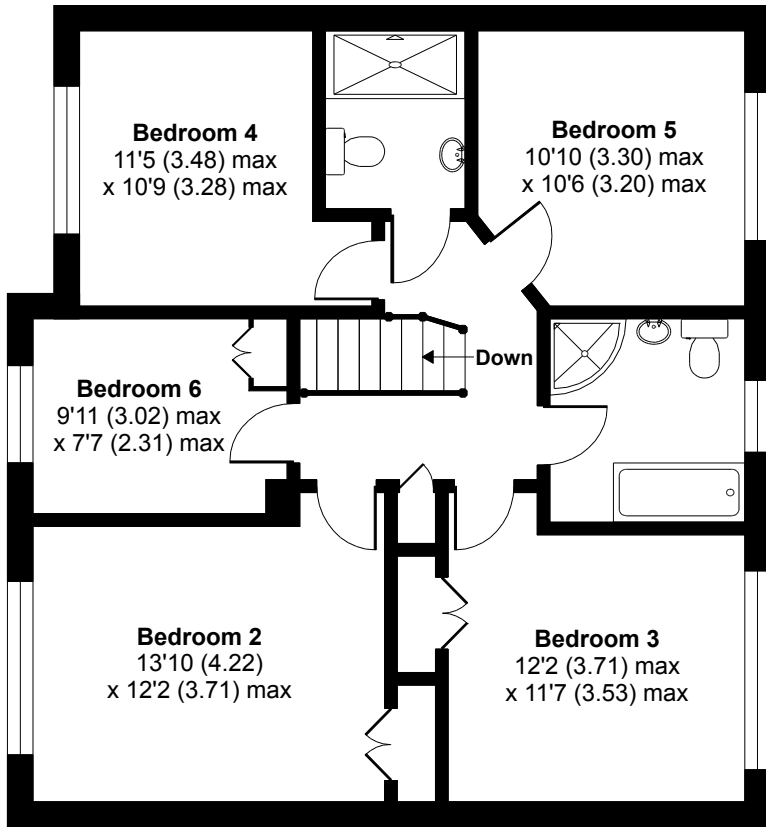 Bedroom 4
11'5 (3.48) max
x 10'9 (3.28) max
Bedroom 5
10'10 (3.30) max
x 10'6 (3.20) max
Down
Bedroom 6
9'11 (3.02) max
x 7'7 (2.31) max
Bedroom 2
13'10 (4.22)
x 12'2 (3.71) max
Bedroom 3
12'2 (3.71) max
x 11'7 (3.53) max